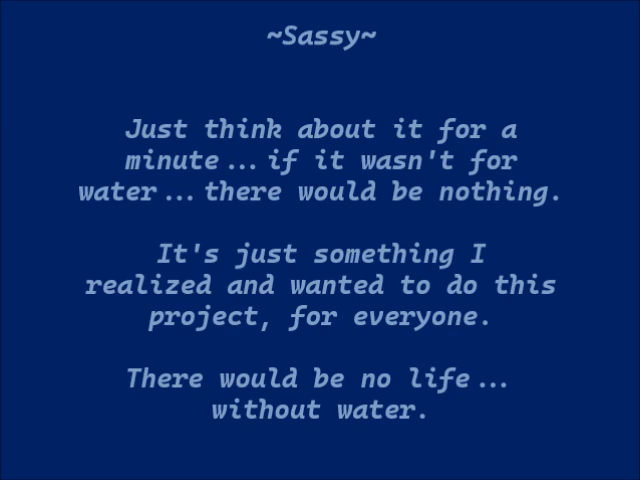 ~Sassy~
Just think about it for a
minute...if it wasn't for
water...there would be nothing.
It's just something I
realized and wanted to do this
project, for everyone.
There would be no life...
without water.